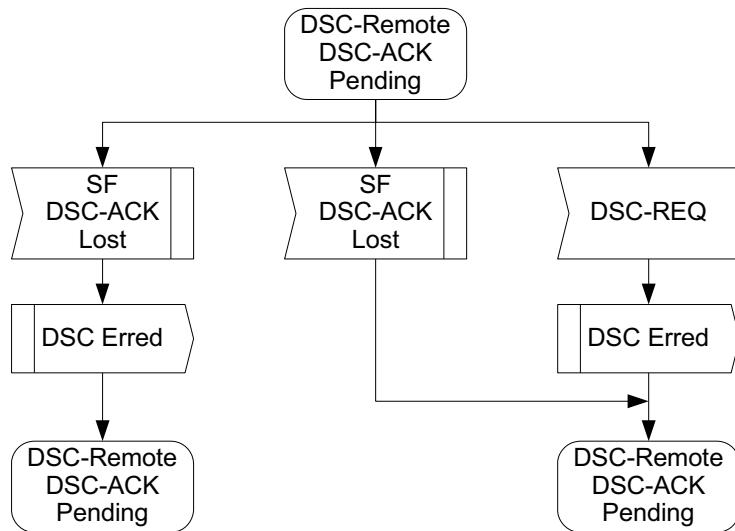 DSC-Remote
DSC-ACK
Pending
SF
DSC-ACK
Lost
SF
DSC-ACK
Lost
DSC-REQ
DSC Erred
DSC Erred
DSC-Remote
DSC-ACK
Pending
DSC-Remote
DSC-ACK
Pending